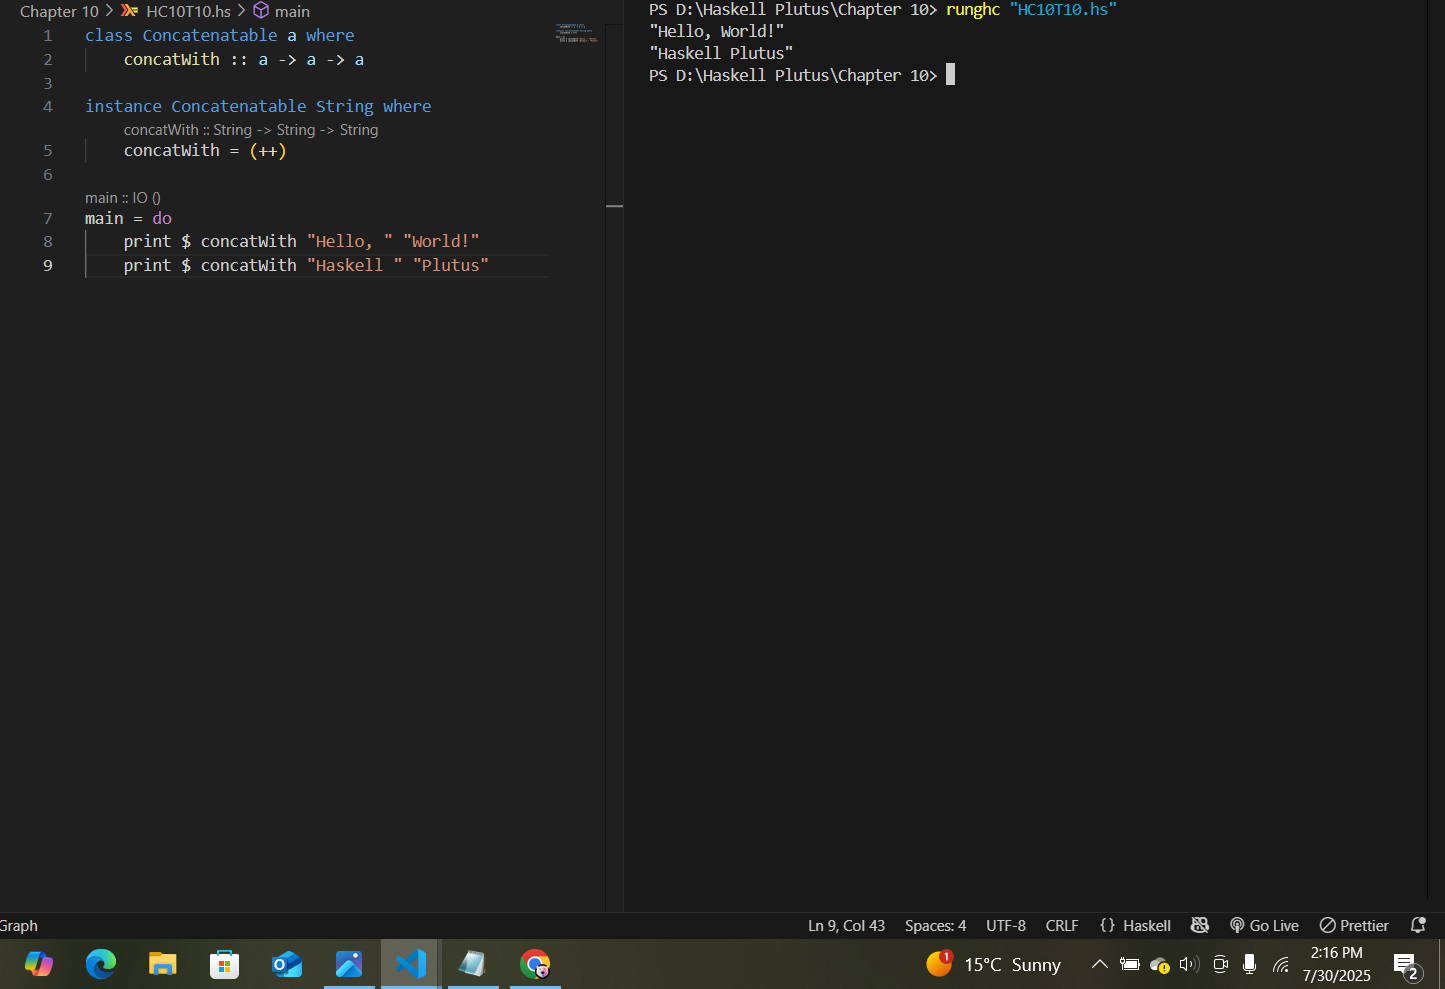 Chapter 10 > HC10T10.hs > main
1 class Concatenatable a where
2     concatWith :: a -> a -> a
3
4 instance Concatenatable String where
concatWith :: String -> String -> String
5     concatWith = (++)
6
main :: IO ()
7 main = do
8     print $ concatWith "Hello, " "World!"
9     print $ concatWith "Haskell " "Plutus"
PS D:\Haskell Plutus\Chapter 10> runghc "HC10T10.hs"
"Hello, World!"
"Haskell Plutus"
PS D:\Haskell Plutus\Chapter 10>
Graph Ln 9, Col 43 Spaces: 4 UTF-8 CRLF {} Haskell Go Live Prettier
1 15°C Sunny 2:16 PM
7/30/2025 2